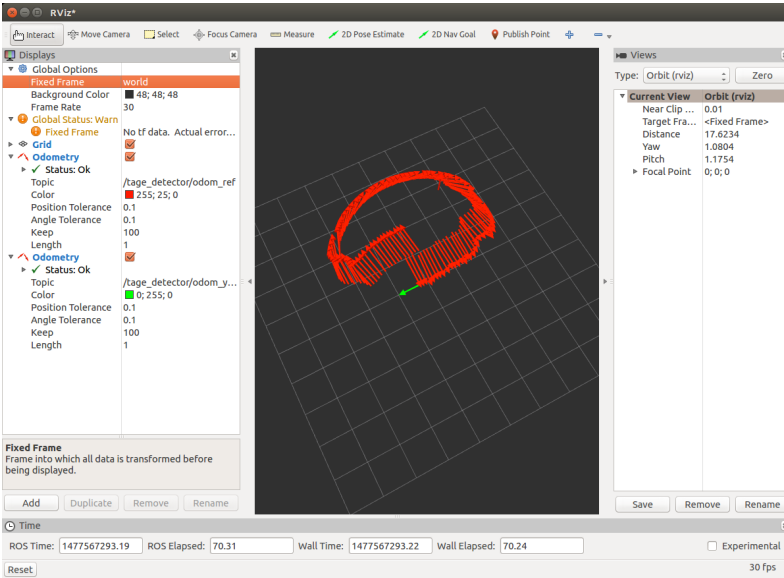 RViz*
Interact Move Camera Select Focus Camera Measure 2D Pose Estimate 2D Nav Goal Publish Point
Displays
Global Options
Fixed Frame world
Background Color 48; 48; 48
Frame Rate 30
Global Status: Warn
Fixed Frame No tf data. Actual error...
Grid
Odometry
Status: Ok
Topic /tage_detector/odom_ref
Color 255; 25; 0
Position Tolerance 0.1
Angle Tolerance 0.1
Keep 100
Length 1
Odometry
Status: Ok
Topic /tage_detector/odom_y...
Color 0; 255; 0
Position Tolerance 0.1
Angle Tolerance 0.1
Keep 100
Length 1
Fixed Frame
Frame into which all data is transformed before
being displayed.
Add Duplicate Remove Rename
Views
Type: Orbit (rviz) Zero
Current View Orbit (rviz)
Near Clip ... 0.01
Target Fra... <Fixed Frame>
Distance 17.6234
Yaw 1.0804
Pitch 1.1754
Focal Point 0; 0; 0
Save Remove Rename
Time
ROS Time: 1477567293.19 ROS Elapsed: 70.31 Wall Time: 1477567293.22 Wall Elapsed: 70.24 Experimental
Reset 30 fps